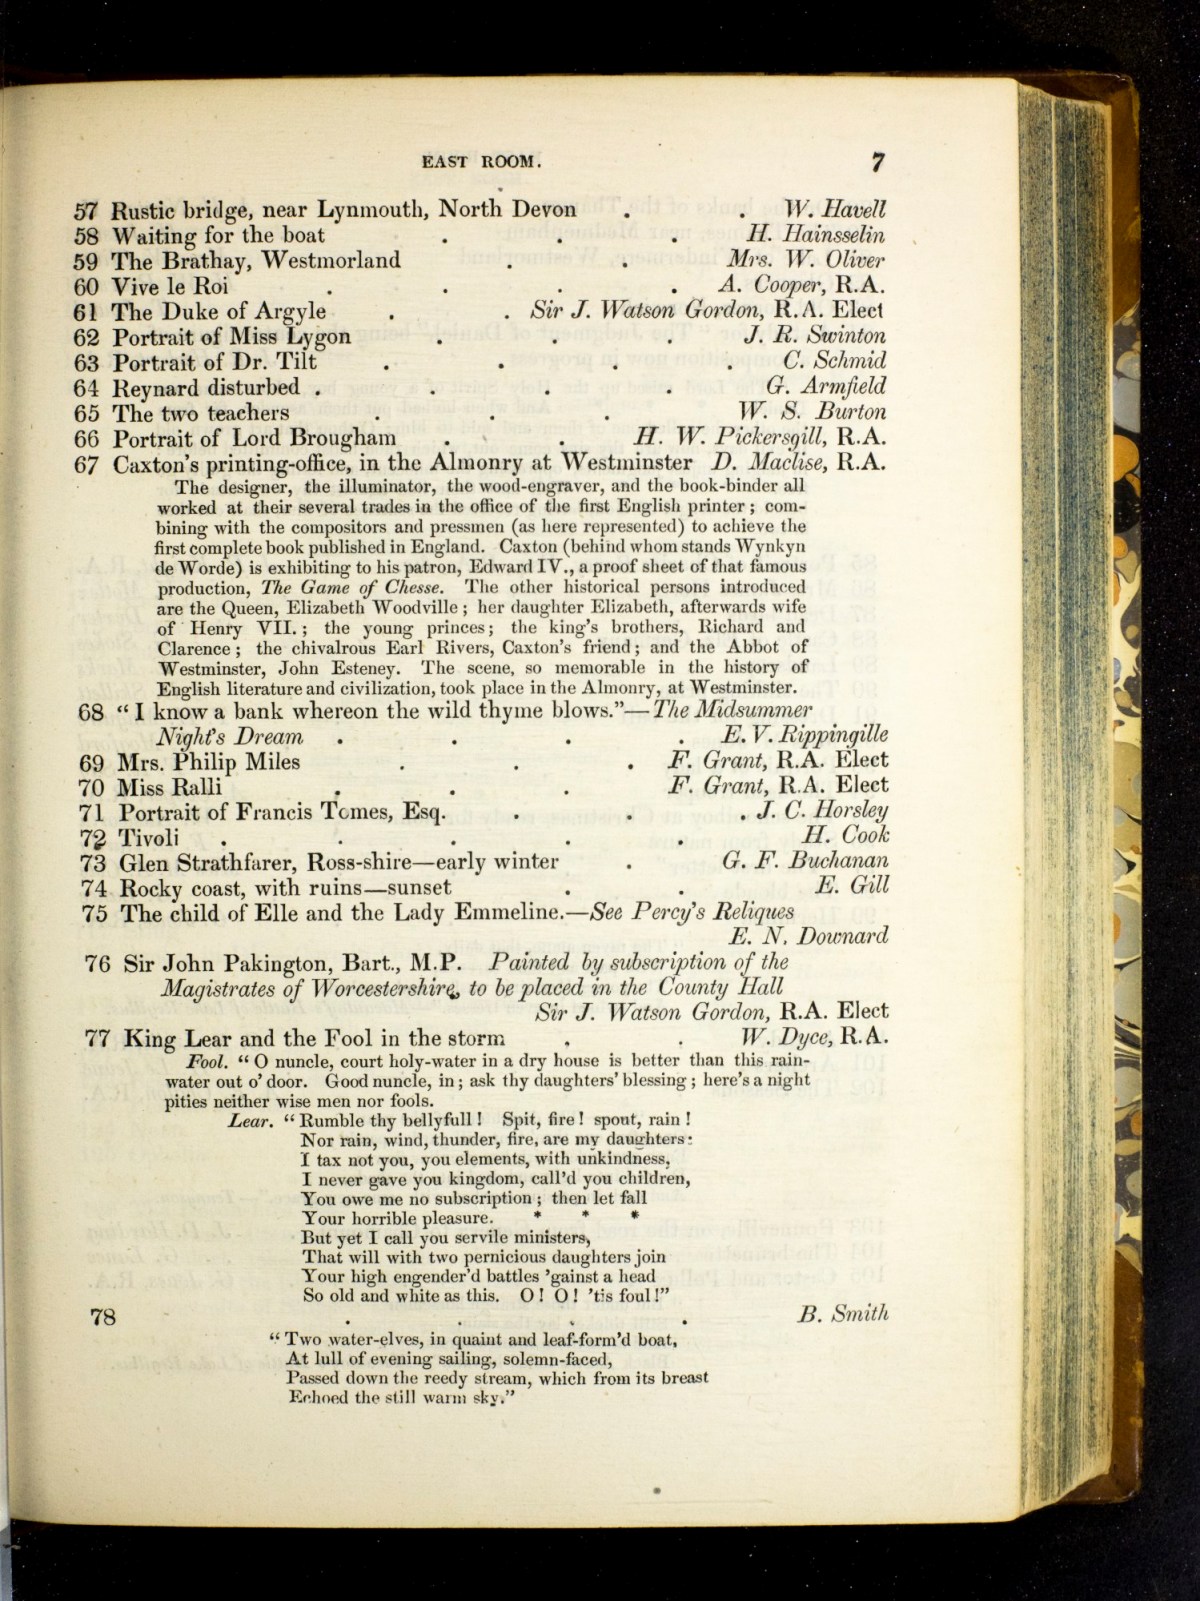 EAST ROOM. 7
57 Rustic bridge, near Lynmouth, North Devon . . W. Havell
58 Waiting for the boat . . . H. Hainsselin
59 The Brathay, Westmorland . . Mrs. W. Oliver
60 Vive le Roi . . . . A. Cooper, R.A.
61 The Duke of Argyle . . Sir J. Watson Gordon, R.A. Elect
62 Portrait of Miss Lygon . . . J. R. Swinton
63 Portrait of Dr. Tilt . . . . C. Schmid
64 Reynard disturbed . . . . G. Armfield
65 The two teachers . . . W. S. Burton
66 Portrait of Lord Brougham . . H. W. Pickersgill, R.A.
67 Caxton's printing-office, in the Almonry at Westminster D. Maclise, R.A.
The designer, the illuminator, the wood-engraver, and the book-binder all
worked at their several trades in the office of the first English printer; com-
bining with the compositors and pressmen (as here represented) to achieve the
first complete book published in England. Caxton (behind whom stands Wynkyn
de Worde) is exhibiting to his patron, Edward IV., a proof sheet of that famous
production, The Game of Chesse. The other historical persons introduced
are the Queen, Elizabeth Woodville; her daughter Elizabeth, afterwards wife
of Henry VII.; the young princes; the king's brothers, Richard and
Clarence; the chivalrous Earl Rivers, Caxton's friend; and the Abbot of
Westminster, John Esteney. The scene, so memorable in the history of
English literature and civilization, took place in the Almonry, at Westminster.
68 "I know a bank whereon the wild thyme blows."—The Midsummer
Night's Dream . . . . E. V. Rippingille
69 Mrs. Philip Miles . . . F. Grant, R.A. Elect
70 Miss Ralli . . . F. Grant, R.A. Elect
71 Portrait of Francis Tomes, Esq. . . . J. C. Horsley
72 Tivoli . . . . . H. Cook
73 Glen Strathfarer, Ross-shire—early winter . G. F. Buchanan
74 Rocky coast, with ruins—sunset . . E. Gill
75 The child of Elle and the Lady Emmeline.—See Percy's Reliques
E. N. Downard
76 Sir John Pakington, Bart., M.P. Painted by subscription of the
Magistrates of Worcestershire, to be placed in the County Hall
Sir J. Watson Gordon, R.A. Elect
77 King Lear and the Fool in the storm . . W. Dyce, R.A.
Fool. "O nuncle, court holy-water in a dry house is better than this rain-
water out o' door. Good nuncle, in; ask thy daughters' blessing; here's a night
pities neither wise men nor fools.
Lear. "Rumble thy bellyfull! Spit, fire! spout, rain!
Nor rain, wind, thunder, fire, are my daughters:
I tax not you, you elements, with unkindness,
I never gave you kingdom, call'd you children,
You owe me no subscription; then let fall
Your horrible pleasure. * * *
But yet I call you servile ministers,
That will with two pernicious daughters join
Your high engender'd battles 'gainst a head
So old and white as this. O! O! 'tis foul!"
78 . . . . B. Smith
"Two water-elves, in quaint and leaf-form'd boat,
At lull of evening sailing, solemn-faced,
Passed down the reedy stream, which from its breast
Echoed the still warm sky."